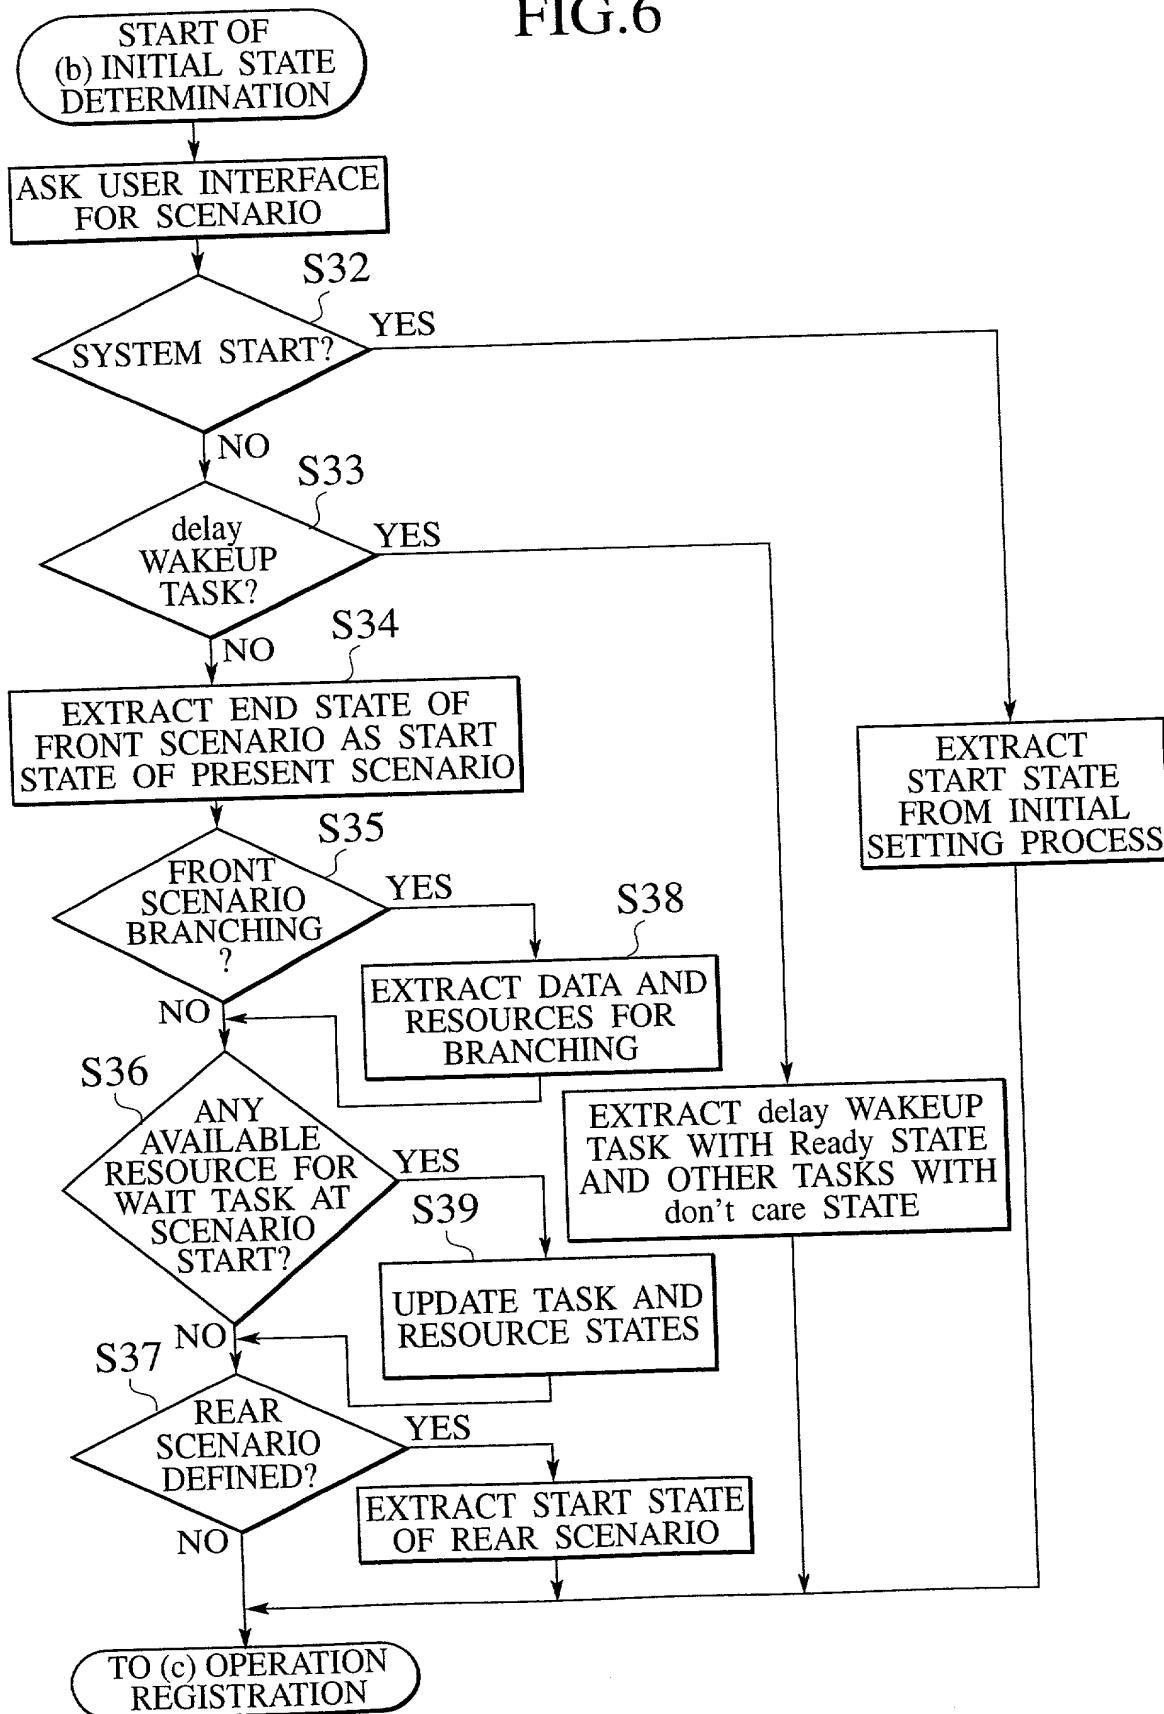 FIG.6
START OF
(b) INITIAL STATE
DETERMINATION
ASK USER INTERFACE
FOR SCENARIO
S32
SYSTEM START?
YES
NO
S33
delay
WAKEUP
TASK?
YES
NO
S34
EXTRACT END STATE OF
FRONT SCENARIO AS START
STATE OF PRESENT SCENARIO
EXTRACT
START STATE
FROM INITIAL
SETTING PROCESS
S35
FRONT
SCENARIO
BRANCHING
?
YES
NO
S38
EXTRACT DATA AND
RESOURCES FOR
BRANCHING
S36
ANY
AVAILABLE
RESOURCE FOR
WAIT TASK AT
SCENARIO
START?
YES
NO
EXTRACT delay WAKEUP
TASK WITH Ready STATE
AND OTHER TASKS WITH
don't care STATE
S39
UPDATE TASK AND
RESOURCE STATES
S37
REAR
SCENARIO
DEFINED?
YES
NO
EXTRACT START STATE
OF REAR SCENARIO
TO (c) OPERATION
REGISTRATION